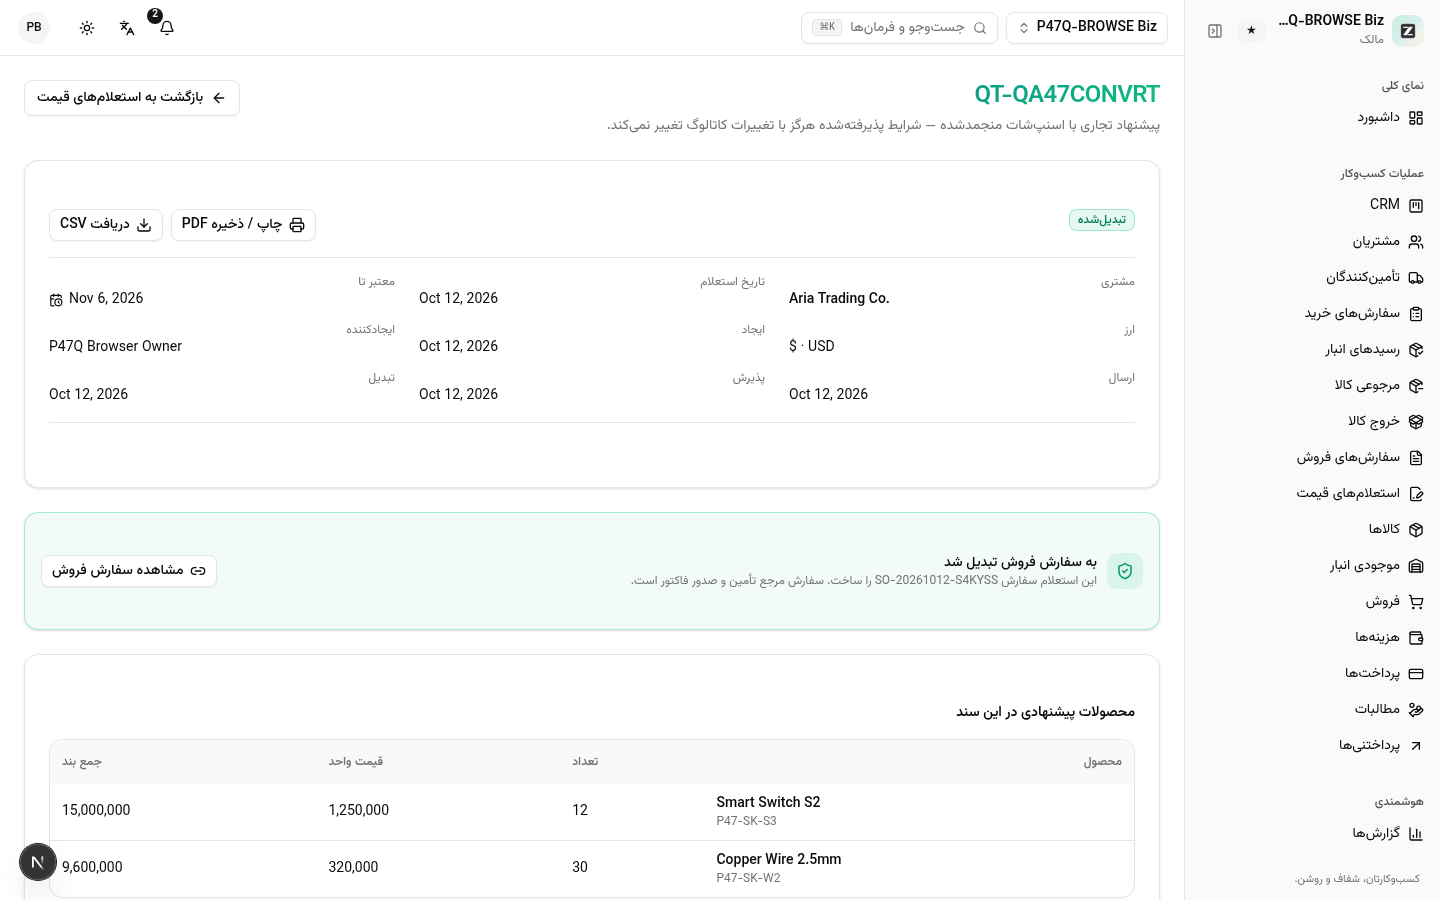 ...Q-BROWSE Biz
مالک
★
نمای کلی
داشبورد
عملیات کسب‌وکار
CRM
مشتریان
تأمین‌کنندگان
سفارش‌های خرید
رسیدهای انبار
مرجوعی کالا
خروج کالا
سفارش‌های فروش
استعلام‌های قیمت
کالاها
موجودی انبار
فروش
هزینه‌ها
پرداخت‌ها
مطالبات
پرداختنی‌ها
هوشمندی
گزارش‌ها
کسب‌وکارتان، شفاف و روشن.
P47Q-BROWSE Biz
جست‌وجو و فرمان‌ها ⌘K
2
PB
QT-QA47CONVRT
پیشنهاد تجاری با اسنپ‌شات منجمدشده — شرایط پذیرفته‌شده هرگز با تغییرات کاتالوگ تغییر نمی‌کند.
بازگشت به استعلام‌های قیمت
تبدیل‌شده
چاپ / ذخیره PDF
دریافت CSV
مشتری
Aria Trading Co.
تاریخ استعلام
Oct 12, 2026
معتبر تا
Nov 6, 2026
ارز
$ · USD
ایجاد
Oct 12, 2026
ایجادکننده
P47Q Browser Owner
ارسال
Oct 12, 2026
پذیرش
Oct 12, 2026
تبدیل
Oct 12, 2026
به سفارش فروش تبدیل شد
این استعلام سفارش SO-20261012-S4KYSS را ساخت. سفارش مرجع تأمین و صدور فاکتور است.
مشاهده سفارش فروش
محصولات پیشنهادی در این سند
محصول تعداد قیمت واحد جمع بند
Smart Switch S2 12 1,250,000 15,000,000
P47-SK-S3
Copper Wire 2.5mm 30 320,000 9,600,000
P47-SK-W2
N